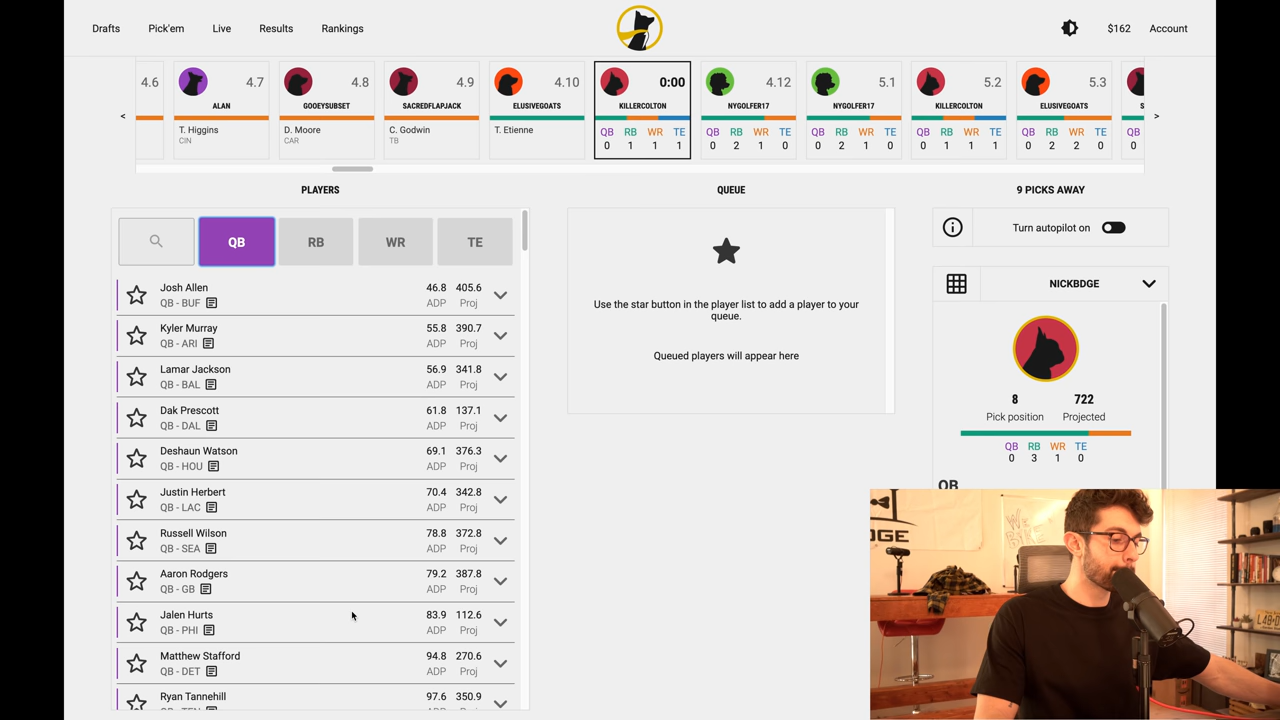 Drafts Pick'em Live Results Rankings $162 Account
4.6 4.7 4.8 4.9 4.10 0:00 4.12 5.1 5.2 5.3
ALAN GOOEYSUBSET SACREDFLAPJACK ELUSIVEGOATS KILLERCOLTON NYGOLFER17 NYGOLFER17 KILLERCOLTON ELUSIVEGOATS S
< >
T. Higgins D. Moore C. Godwin T. Etienne QB RB WR TE QB RB WR TE QB RB WR TE QB RB WR TE QB RB WR TE QB
CIN CAR TB 0 1 1 1 0 2 1 0 0 2 1 0 0 1 1 1 0 2 2 0 0
PLAYERS
QB RB WR TE
Josh Allen 46.8 405.6
QB - BUF ADP Proj
Kyler Murray 55.8 390.7
QB - ARI ADP Proj
Lamar Jackson 56.9 341.8
QB - BAL ADP Proj
Dak Prescott 61.8 137.1
QB - DAL ADP Proj
Deshaun Watson 69.1 376.3
QB - HOU ADP Proj
Justin Herbert 70.4 342.8
QB - LAC ADP Proj
Russell Wilson 78.8 372.8
QB - SEA ADP Proj
Aaron Rodgers 79.2 387.8
QB - GB ADP Proj
Jalen Hurts 83.9 112.6
QB - PHI ADP Proj
Matthew Stafford 94.8 270.6
QB - DET ADP Proj
Ryan Tannehill 97.6 350.9
QUEUE
Use the star button in the player list to add a player to your
queue.
Queued players will appear here
9 PICKS AWAY
Turn autopilot on
NICKBDGE
8 722
Pick position Projected
QB RB WR TE
0 3 1 0
QB